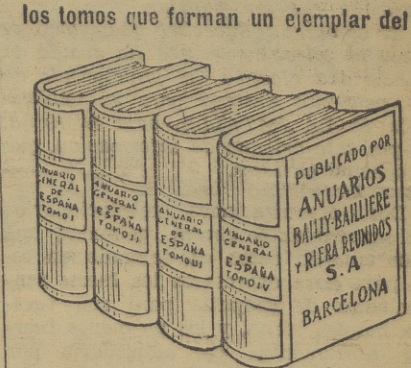 los tomos que forman un ejemplar del
ANUARIO
GENERAL
DE
ESPAÑA
TOMO I
ANUARIO
GENERAL
DE
ESPAÑA
TOMO II
ANUARIO
GENERAL
DE
ESPAÑA
TOMO III
ANUARIO
GENERAL
DE
ESPAÑA
TOMO IV
PUBLICADO POR
ANUARIOS
BAILLY-BAILLIERE
Y RIERA REUNIDOS
S. A
BARCELONA